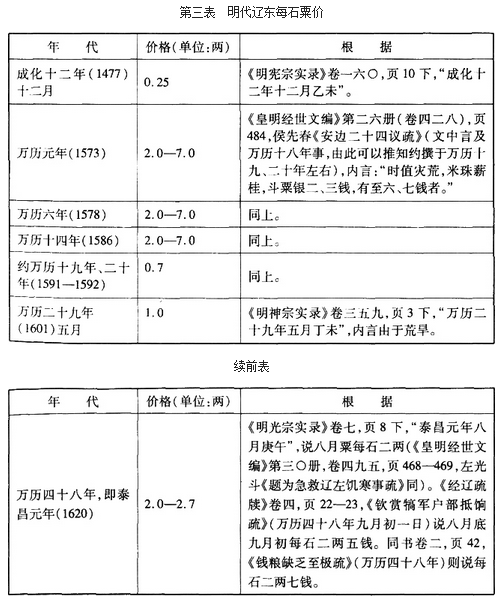 第三表 明代辽东每石粟价
年 代 价格(单位:两) 根 据
成化十二年(1477)
十二月
0.25
《明宪宗实录》卷一六〇,页10下,“成化十
二年十二月乙未”。
万历元年(1573)
2.0—7.0
《皇明经世文编》第二六册(卷四二八),页
484,侯先春《安边二十四议疏》(文中言及
万历十八年事,由此可以推知约撰于万历十
九、二十年左右),内言:“时值灾荒,米珠薪
桂,斗粟银二、三钱,有至六、七钱者。”
万历六年(1578) 2.0—7.0 同上。
万历十四年(1586) 2.0—7.0 同上。
约万历十九年、二十
年(1591—1592)
0.7
同上。
万历二十九年
(1601)五月
1.0
《明神宗实录》卷三五九,页3下,“万历二
十九年五月丁未”,内言由于荒旱。
续前表
年 代 价格(单位:两) 根 据
万历四十八年,即泰
昌元年(1620)
2.0—2.7
《明光宗实录》卷七,页8下,“泰昌元年八
月庚午”,说八月粟每石二两(《皇明经世文
编》第三〇册,卷四九五,页468—469,左光
斗《题为急救辽左饥寒事疏》同)。《经辽疏
牍》卷四,页22—23,《钦赏犒军户部抵饷
疏》(万历四十八年九月初一日)说八月底
九月初每石二两五钱。同书卷二,页42,
《钱粮缺乏至极疏》(万历四十八年)则说每
石二两七钱。